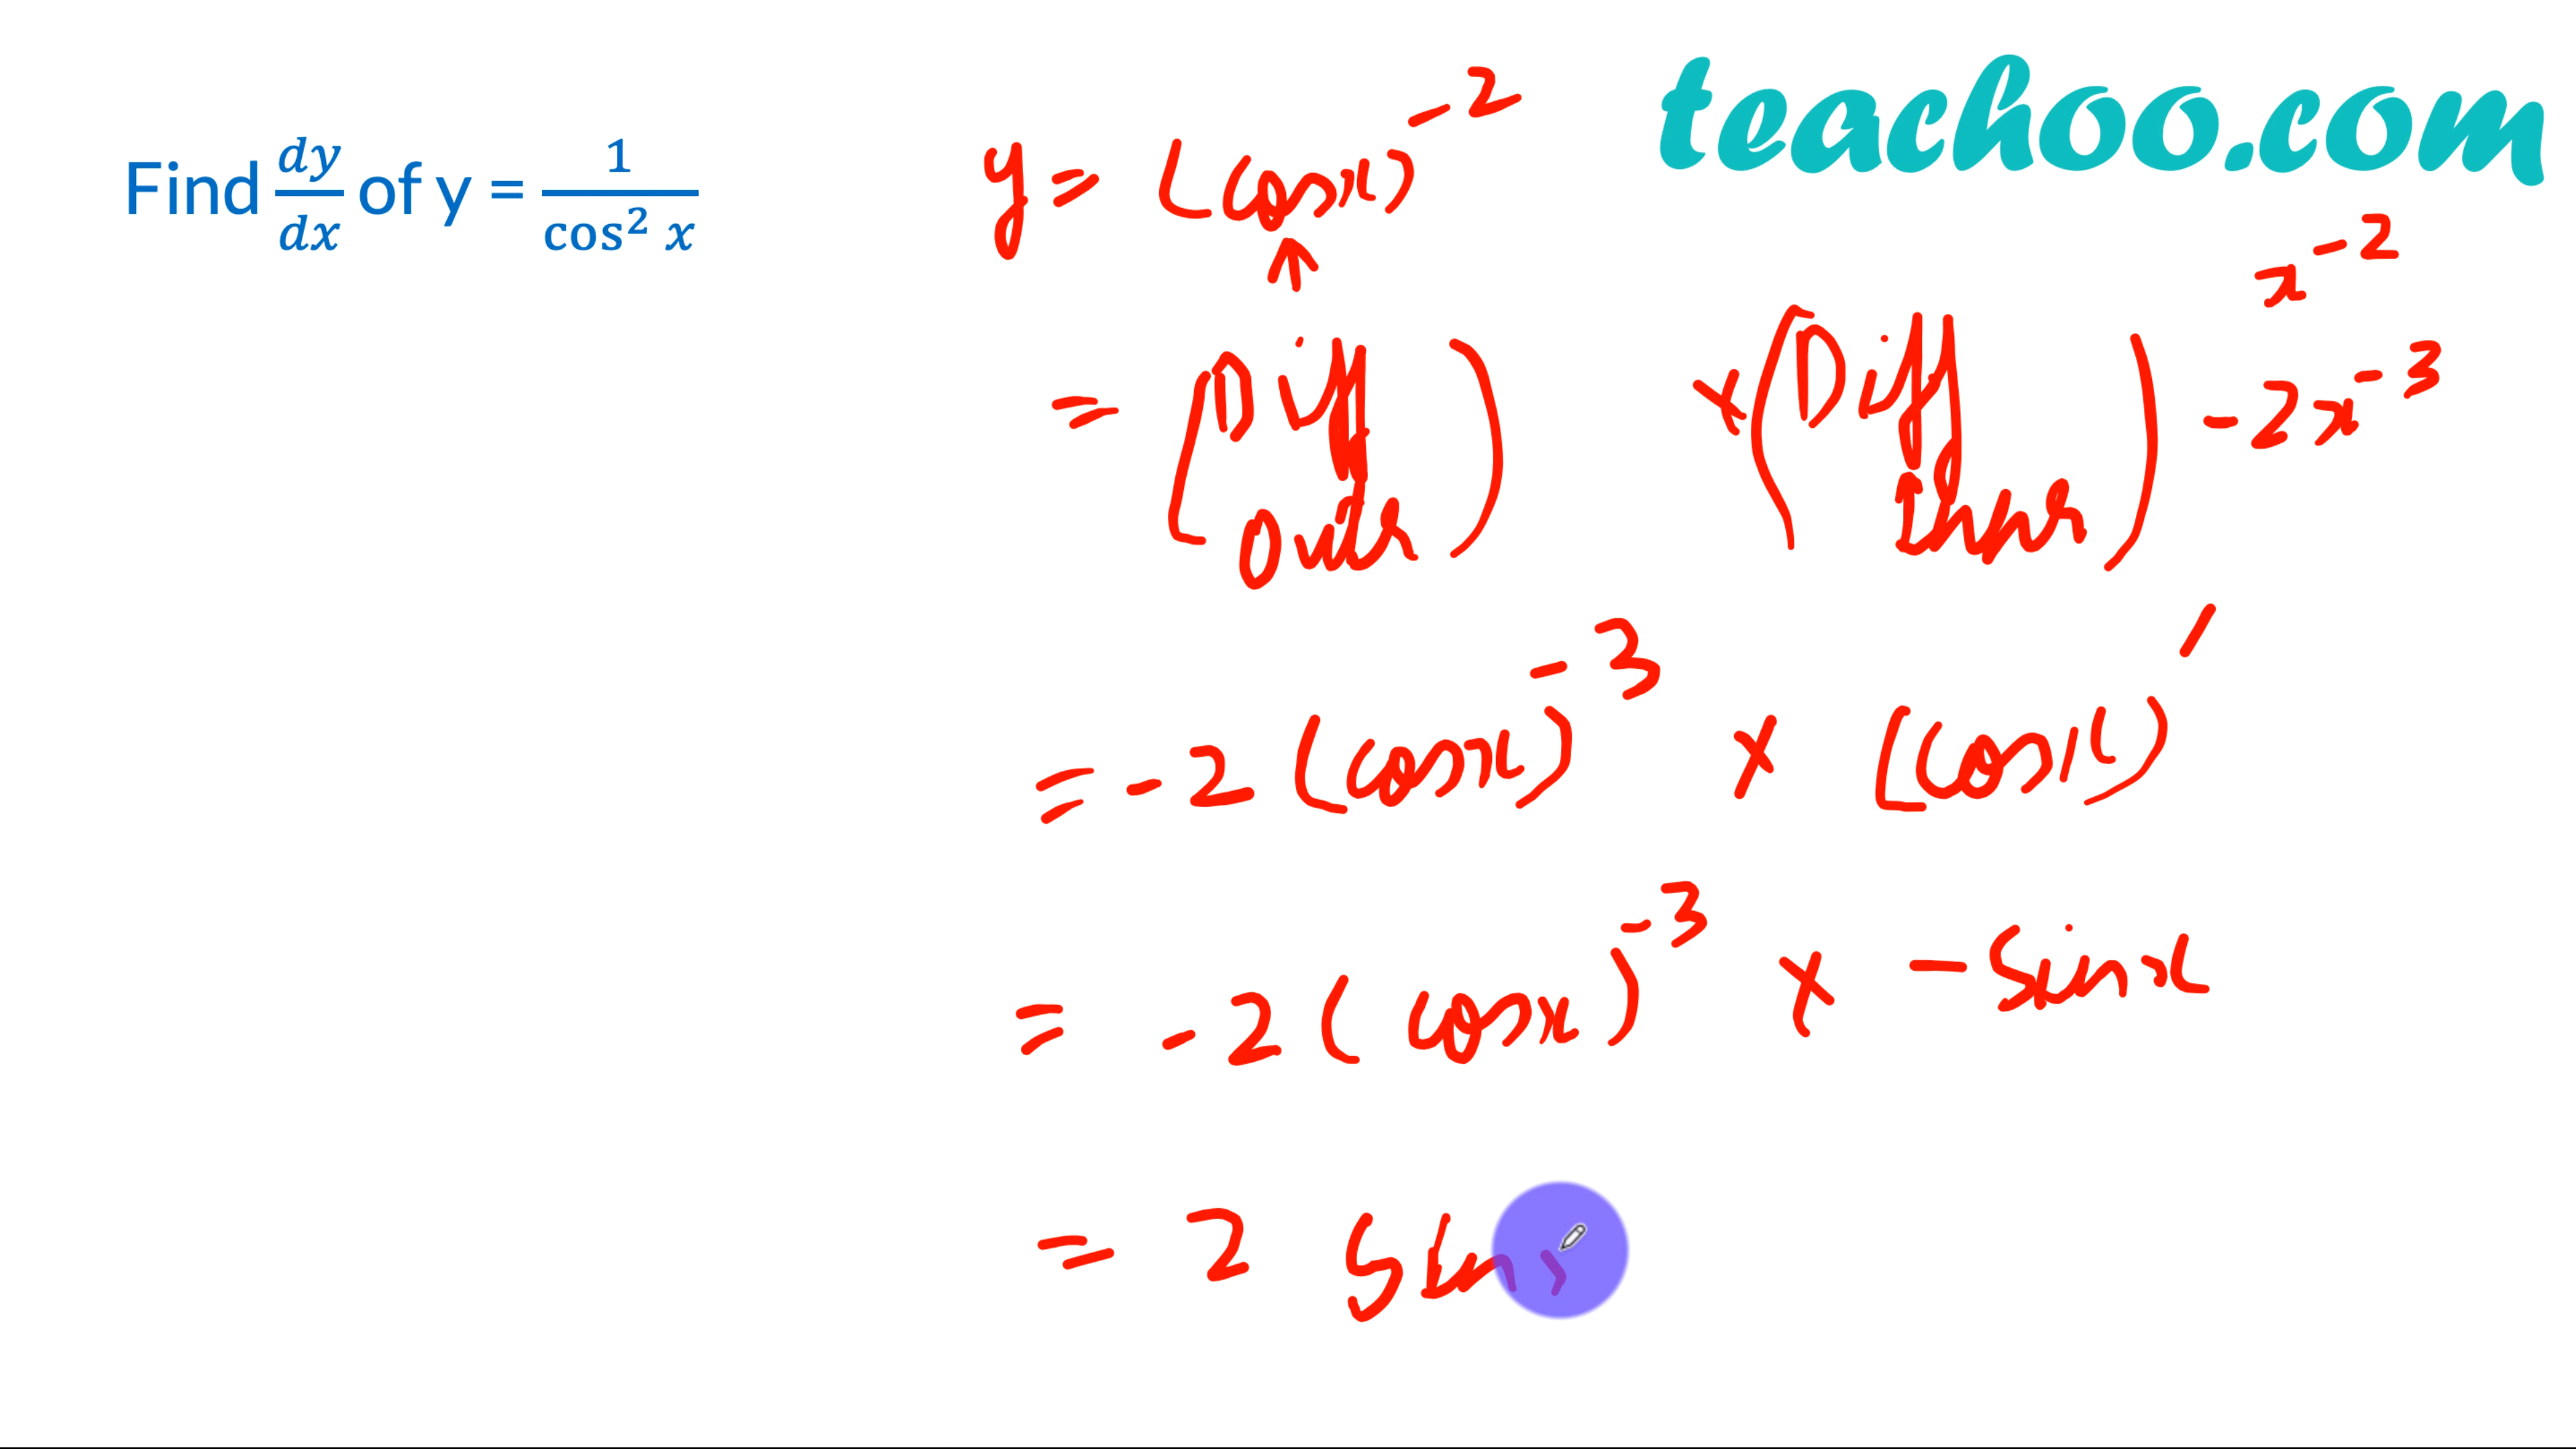 teachoo.com
Find dy/dx of y = 1/cos² x
y = (cos x)⁻²
x⁻²
= (Diff Outer) × (Diff Inner)
-2x⁻³
= -2 (cos x)⁻³ × (cos x)'
= -2 (cos x)⁻³ × -sin x
= 2 sin